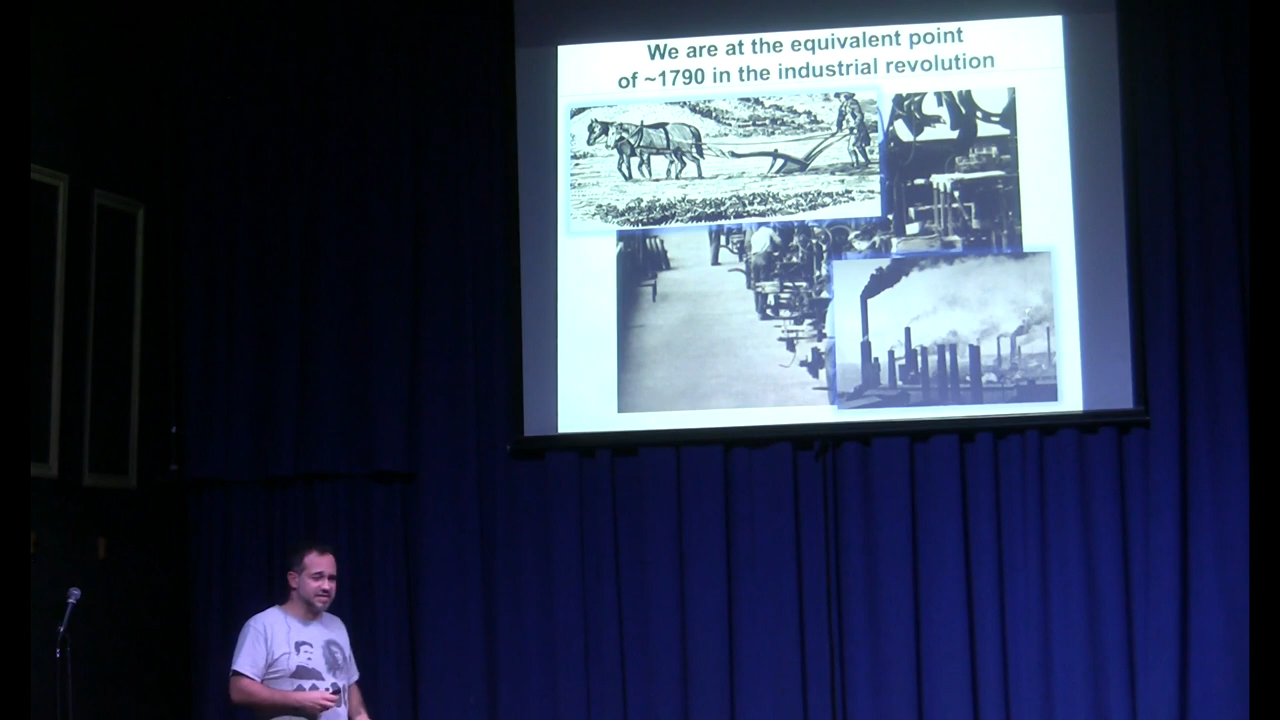 We are at the equivalent point
of ~1790 in the industrial revolution